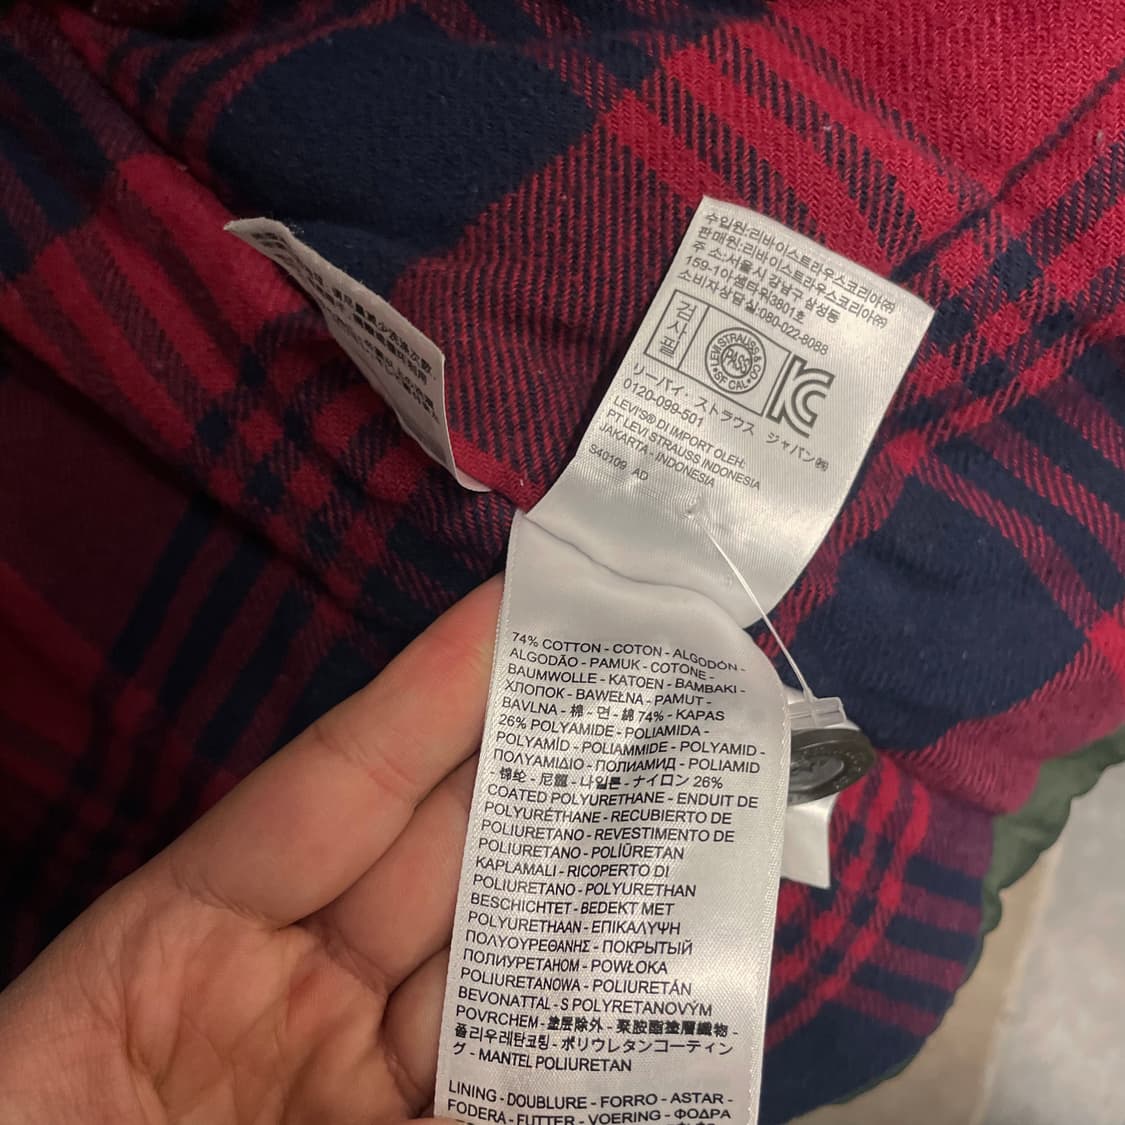 수입원:리바이스트라우스코리아㈜
판매원:리바이스트라우스코리아㈜
주 소:서울시 강남구 삼성동
159-1아셈타워3801호
소비자상담실:080-022-8088
검사필
LEVI STRAUSS & CO
PASS
SF CAL
リーバイ・ストラウス ジャパン㈱
0120-099-501
LEVI'S® DI IMPORT OLEH:
PT LEVI STRAUSS INDONESIA
JAKARTA - INDONESIA
S40109 AD
74% COTTON - COTON - ALGODÓN -
ALGODÃO - PAMUK - COTONE -
BAUMWOLLE - KATOEN - BAMBAKI -
ХЛОПОК - BAWEŁNA - PAMUT -
BAVLNA - 棉 - 면 - 綿 74% - KAPAS
26% POLYAMIDE - POLIAMIDA -
POLYAMİD - POLIAMMIDE - POLYAMID -
ΠΟΛΥΑΜΙΔΙΟ - ПОЛИАМИД - POLIAMID
- 锦纶 - 尼龍 - 나일론 - ナイロン 26%
COATED POLYURETHANE - ENDUIT DE
POLYURÉTHANE - RECUBIERTO DE
POLIURETANO - REVESTIMENTO DE
POLIURETANO - POLİÜRETAN
KAPLAMALI - RICOPERTO DI
POLIURETANO - POLYURETHAN
BESCHICHTET - BEDEKT MET
POLYURETHAAN - ΕΠΙΚΑΛΥΨΗ
ΠΟΛΥΟΥΡΕΘΑΝΗΣ - ПОКРЫТЫЙ
ПОЛИУРЕТАНОМ - POWŁOKA
POLIURETANOWA - POLIURETÁN
BEVONATTAL - S POLYRETANOVÝM
POVRCHEM - 塗層除外 - 聚胺酯塗層織物 -
폴리우레탄코팅 - ポリウレタンコーティン
グ - MANTEL POLIURETAN
LINING - DOUBLURE - FORRO - ASTAR -
FODERA - FUTTER - VOERING - ΦΟΔΡΑ